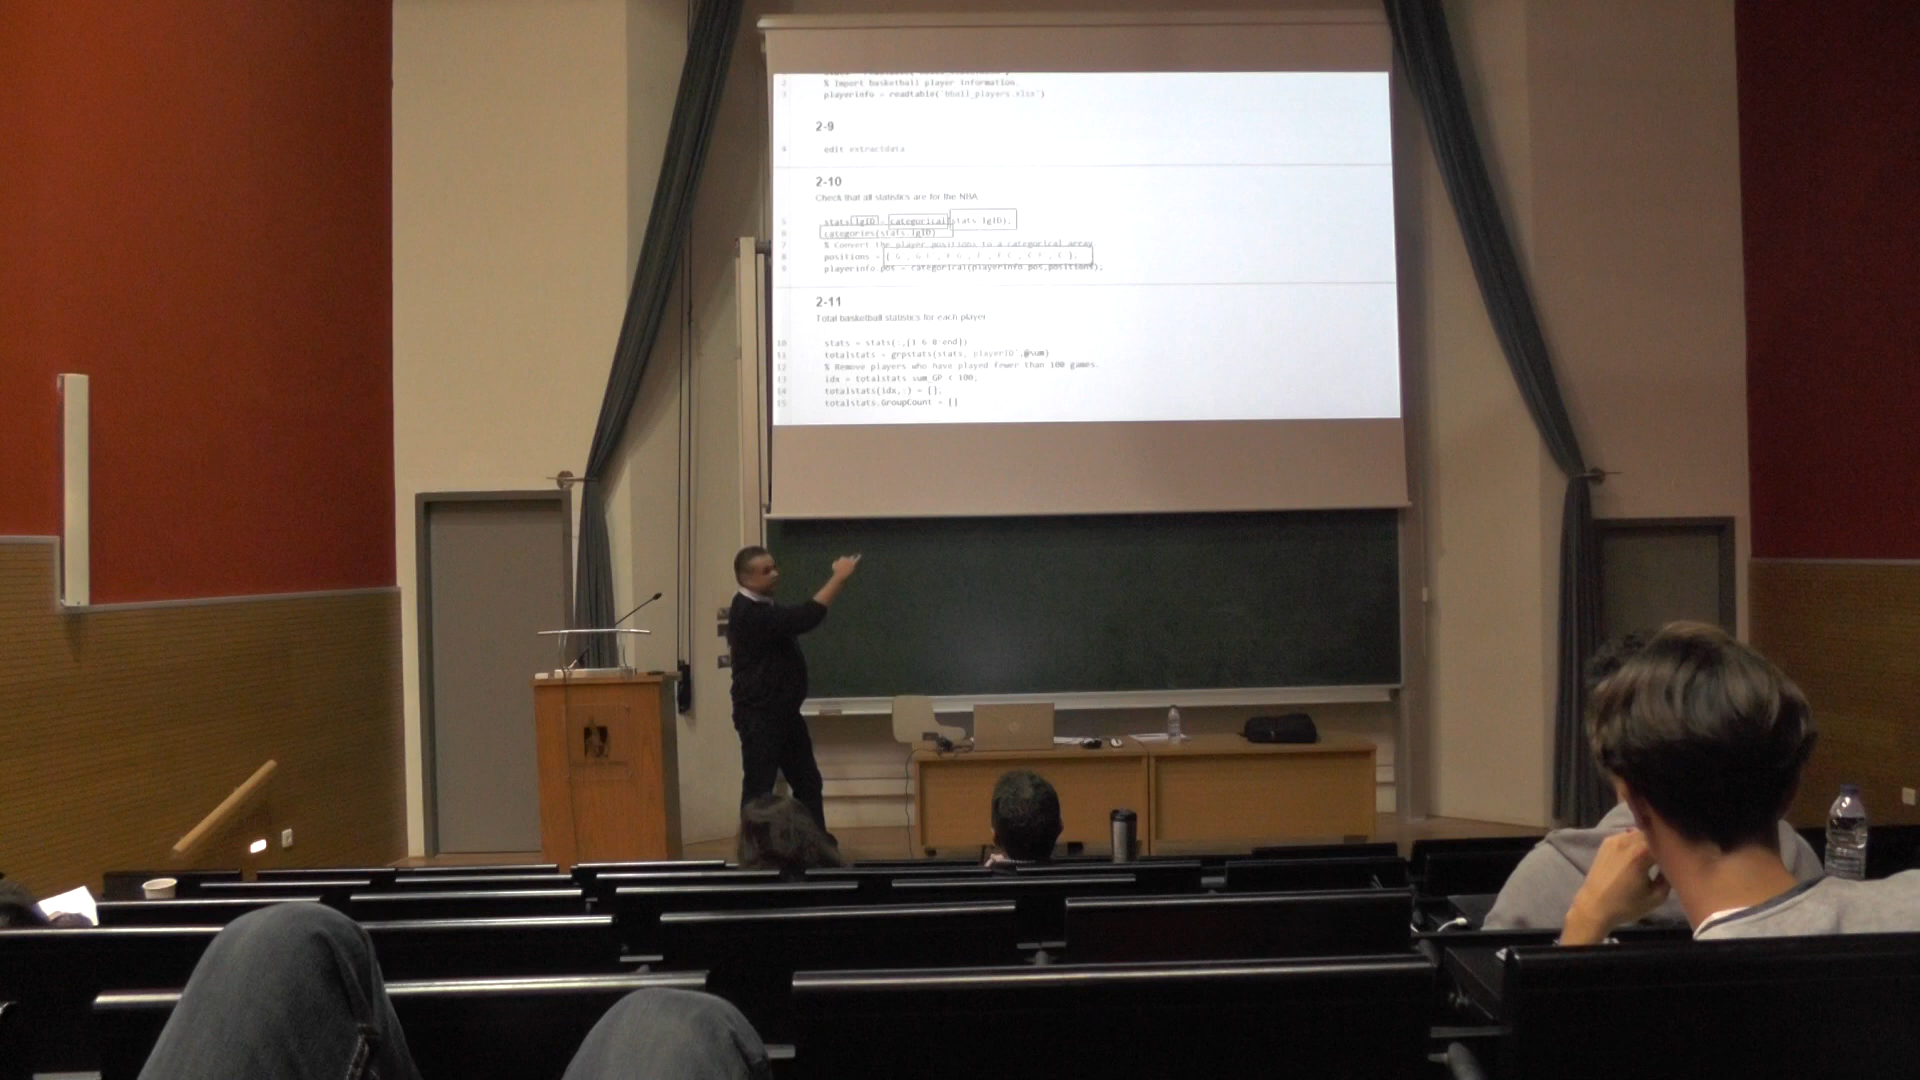 2
% Import basketball player information.
3
playerinfo = readtable('bball_players.xlsx')
2-9
4
edit extractdata
2-10
Check that all statistics are for the NBA
5
stats.lgID = categorical(stats.lgID);
6
categories(stats.lgID)
7
% Convert the player positions to a categorical array
8
positions = {
9
playerinfo.pos = categorical(playerinfo.pos,positions);
2-11
Total basketball statistics for each player
10
stats = stats(:,[1 6 8:end])
11
totalstats = grpstats(stats,'playerID',@sum)
12
% Remove players who have played fewer than 100 games.
13
idx = totalstats.sum_GP < 100;
14
totalstats(idx,:) = [];
15
totalstats.GroupCount = []